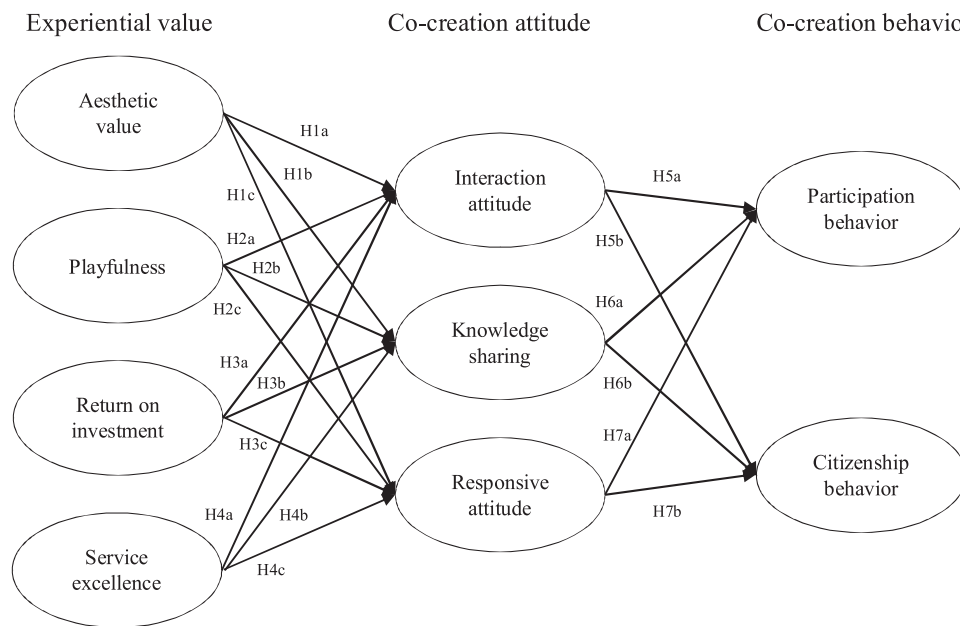 Experiential value
Co-creation attitude
Co-creation behavio
Aesthetic
value
Playfulness
Return on
investment
Service
excellence
H1a
H1b
H1c
H2a
H2b
H2c
H3a
H3b
H3c
H4a
H4b
H4c
Interaction
attitude
Knowledge
sharing
Responsive
attitude
H5a
H5b
H6a
H6b
H7a
H7b
Participation
behavior
Citizenship
behavior